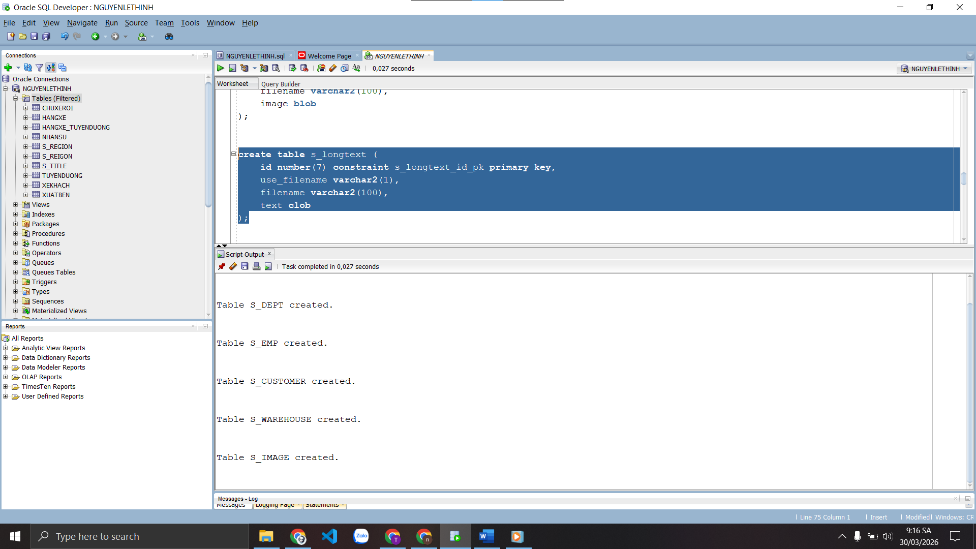 Oracle SQL Developer : NGUYENLETHINH
File Edit View Navigate Run Source Team Tools Window Help
Connections
Oracle Connections
NGUYENLETHINH
Tables (Filtered)
CHUXEROI
HANGXE
HANGXE_TUYENDUONG
NHANSU
S_REGION
S_REIGON
S_TITLE
TUYENDUONG
XEKHACH
XUATBEN
Views
Indexes
Packages
Procedures
Functions
Operators
Queues
Queues Tables
Triggers
Types
Sequences
Materialized Views
Reports
All Reports
Analytic View Reports
Data Dictionary Reports
Data Modeler Reports
OLAP Reports
TimesTen Reports
User Defined Reports
NGUYENLETHINH.sql
Welcome Page
NGUYENLETHINH
0,027 seconds
NGUYENLETHINH
Worksheet Query Builder
filename varchar2(100),
image blob
);
create table s_longtext (
id number(7) constraint s_longtext_id_pk primary key,
use_filename varchar2(1),
filename varchar2(100),
text clob
);
Script Output
Task completed in 0,027 seconds
Table S_DEPT created.
Table S_EMP created.
Table S_CUSTOMER created.
Table S_WAREHOUSE created.
Table S_IMAGE created.
Messages - Log
Messages Logging Page Statements
Line 75 Column 1 Insert Modified Windows: CF
Type here to search
Zalo
9:16 SA
30/03/2026